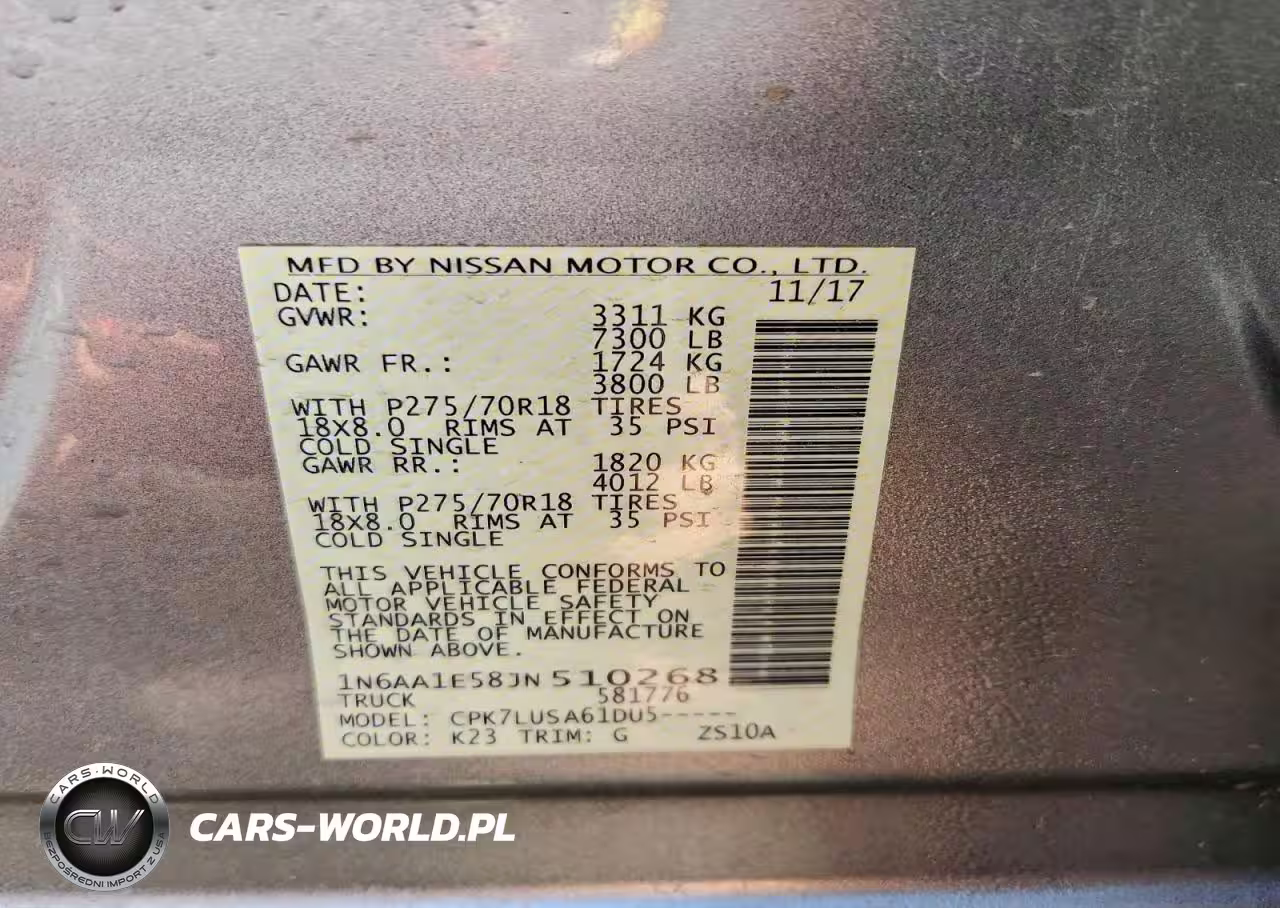 MFD BY NISSAN MOTOR CO., LTD.
DATE: 11/17
GVWR: 3311 KG
7300 LB
GAWR FR.: 1724 KG
3800 LB
WITH P275/70R18 TIRES
18X8.0 RIMS AT 35 PSI
COLD SINGLE
GAWR RR.: 1820 KG
4012 LB
WITH P275/70R18 TIRES
18X8.0 RIMS AT 35 PSI
COLD SINGLE
THIS VEHICLE CONFORMS TO
ALL APPLICABLE FEDERAL
MOTOR VEHICLE SAFETY
STANDARDS IN EFFECT ON
THE DATE OF MANUFACTURE
SHOWN ABOVE.
1N6AA1E58JN510268
TRUCK 581776
MODEL: CPK7LUSA61DU5-----
COLOR: K23 TRIM: G ZS10A
CARS-WORLD
CW
BEZPOŚREDNI IMPORT Z USA
CARS-WORLD.PL